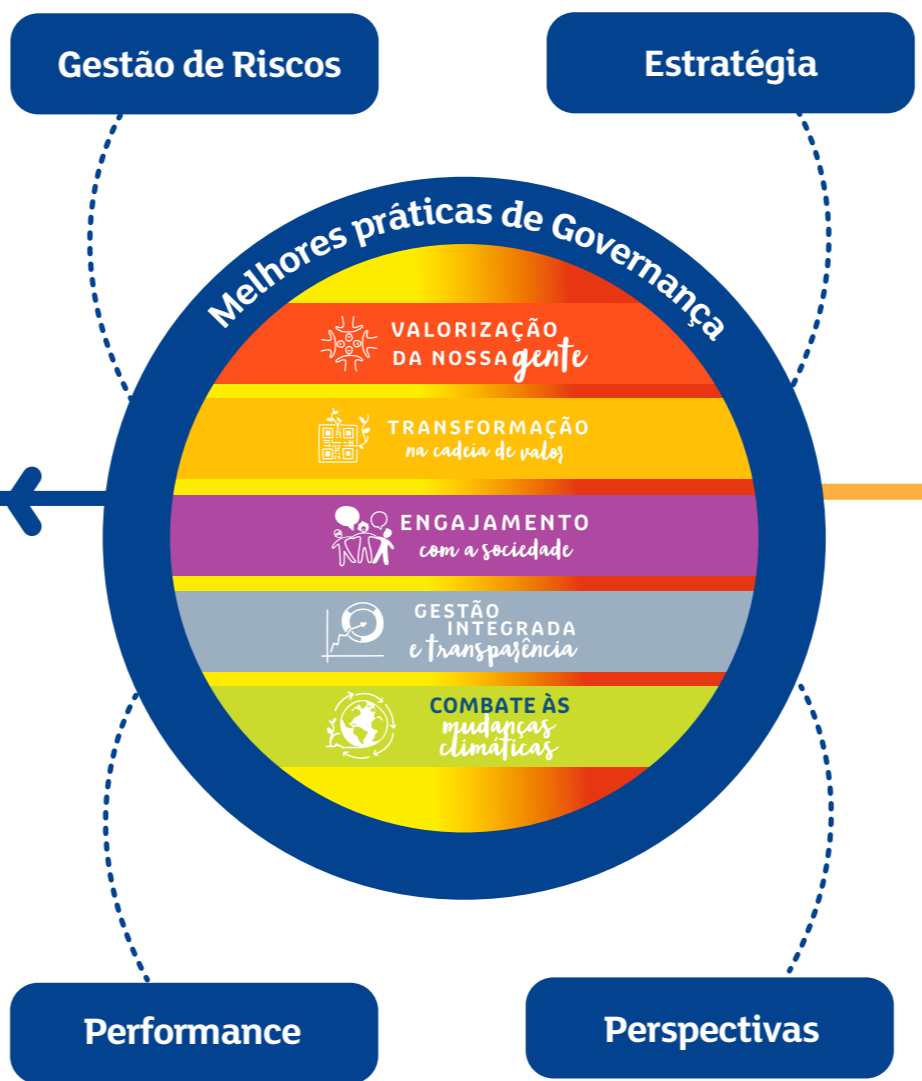 Gestão de Riscos
Estratégia
Melhores práticas de Governança
VALORIZAÇÃO
DA NOSSA gente
TRANSFORMAÇÃO
na cadeia de valor
ENGAJAMENTO
com a sociedade
GESTÃO
INTEGRADA
e transparência
COMBATE ÀS
mudanças
climáticas
Performance
Perspectivas